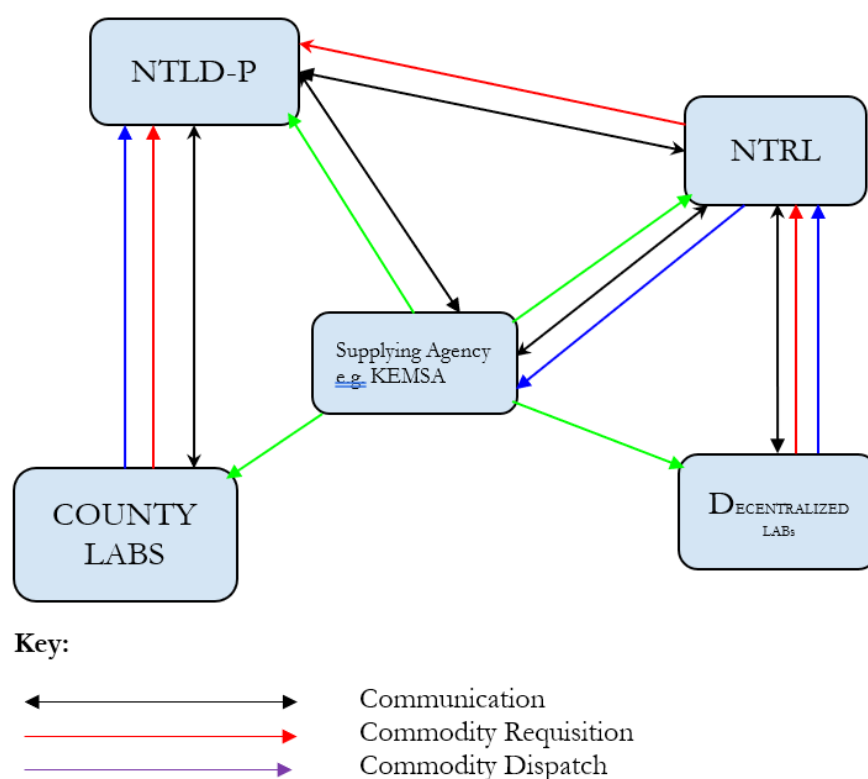 NTLD-P
NTRL
Supplying Agency
e.g. KEMSA
COUNTY
LABS
DECENTRALIZED
LABs
Key:
Communication
Commodity Requisition
Commodity Dispatch